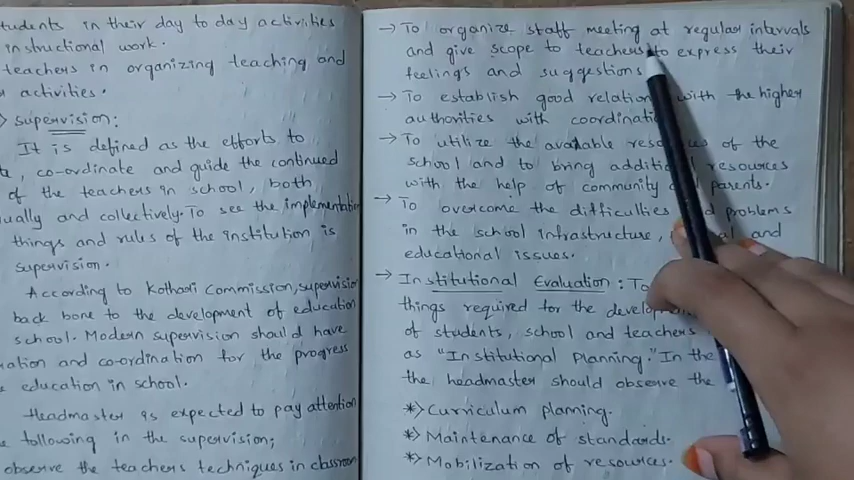 students in their day to day activities
instructional work.
teachers in organizing teaching and
activities.
supervision:
It is defined as the efforts to
co-ordinate and guide the continued
of the teachers in school, both
and collectively. To see the implementation
things and rules of the institution is
supervision.
According to Kothari Commission, supervision
back bone to the development of education
school. Modern supervision should have
and co-ordination for the progress
education in school.
Headmaster is expected to pay attention
following in the supervision;
observe the teachers techniques in classroom
→ To organize staff meeting at regular intervals
and give scope to teachers to express their
feelings and suggestions
→ To establish good relation with the higher
authorities with
→ To utilize the available of the
school and to bring resources
with the help of community parents.
→ To overcome the difficulties problems
in the school infrastructure, and
educational issues.
→ Institutional Evaluation : To
things required for the
of students, school and teachers
as "Institutional Planning." In the
the headmaster should observe the
*> Curriculum planning.
*> Maintenance of standards.
*> Mobilization of resources.